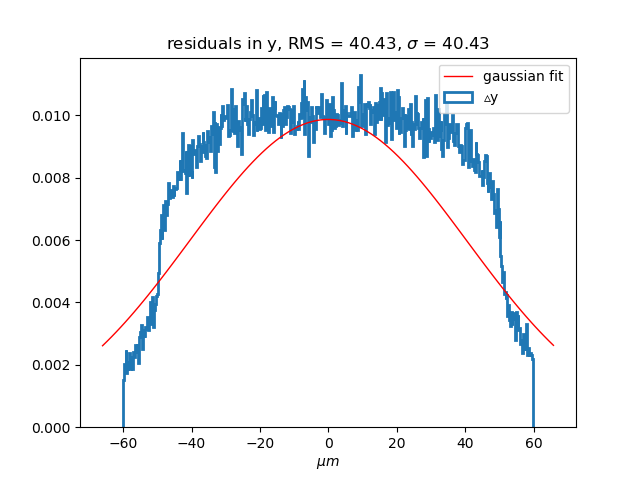 residuals in y, RMS = 40.43, σ = 40.43
gaussian fit
▵y
0.010
0.008
0.006
0.004
0.002
0.000
−60 −40 −20 0 20 40 60
μm